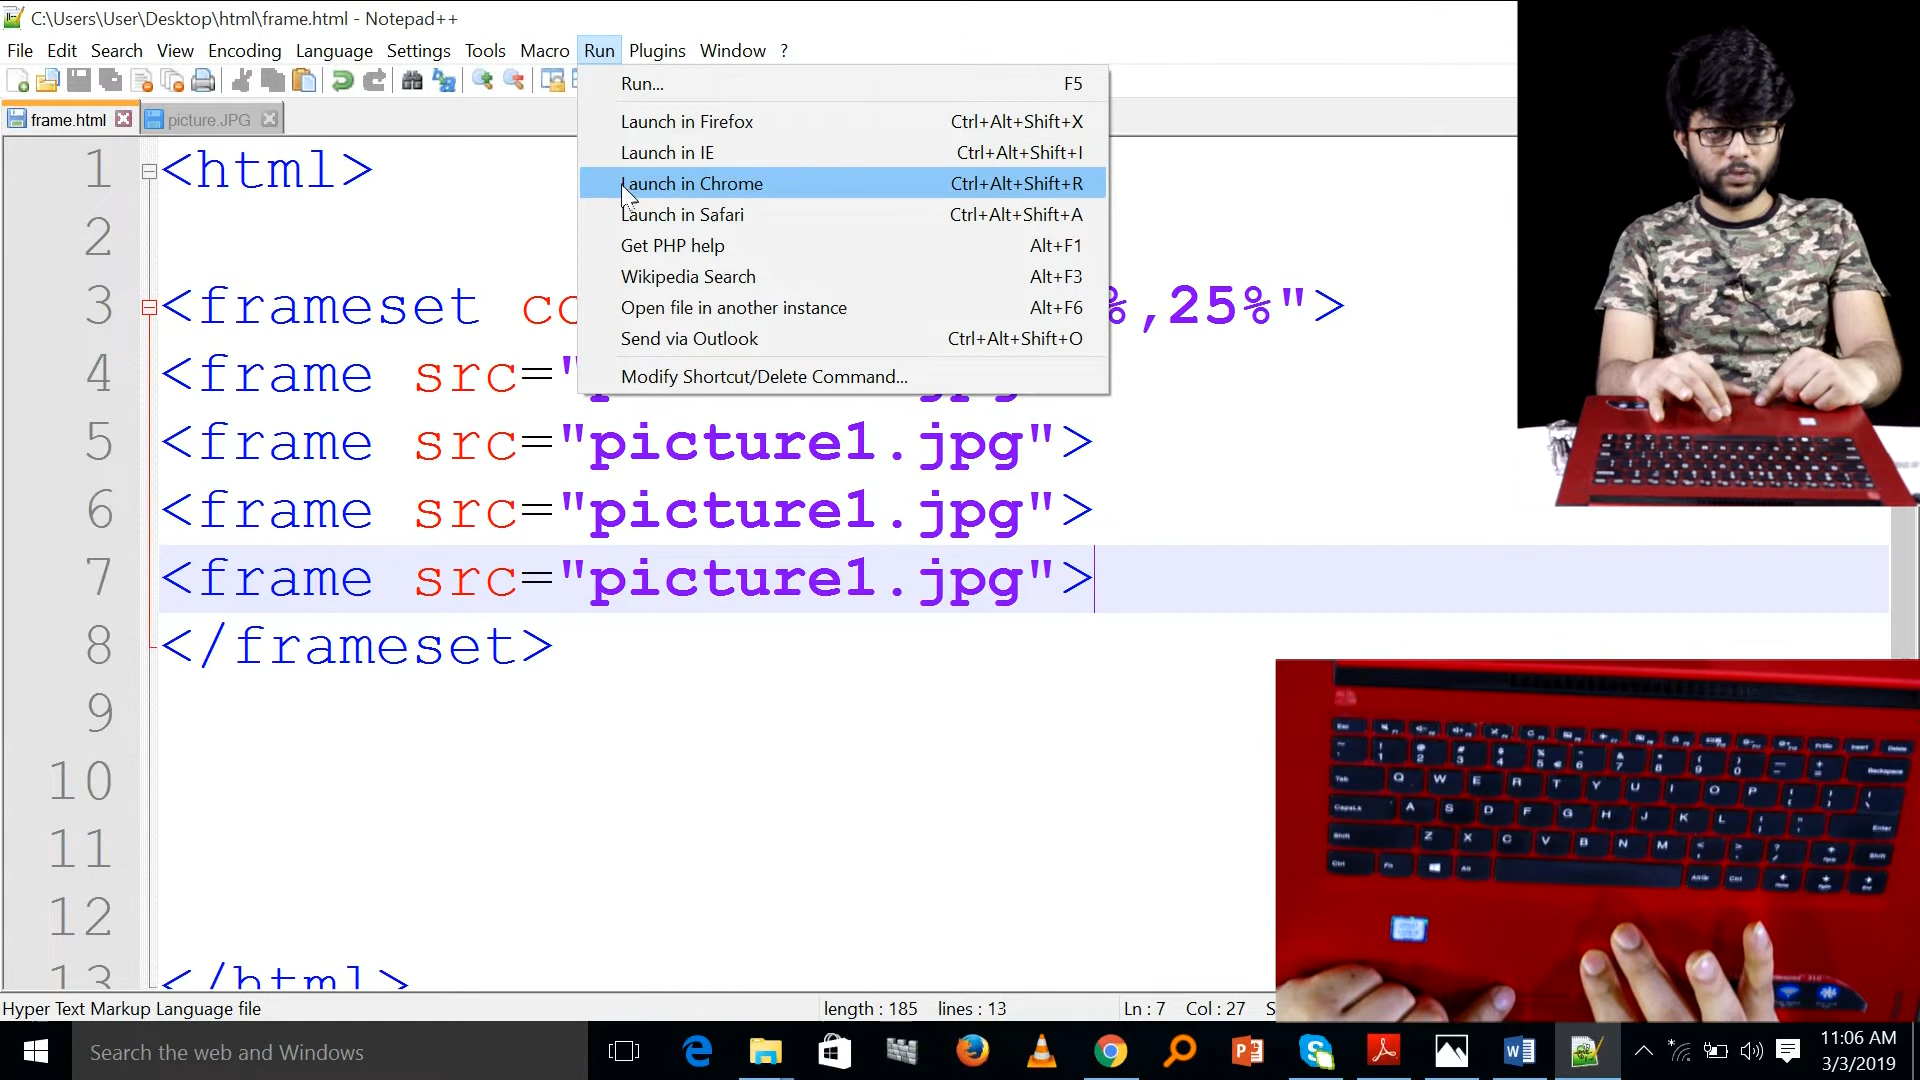 C:\Users\User\Desktop\html\frame.html - Notepad++
File Edit Search View Encoding Language Settings Tools Macro Run Plugins Window ?
frame.html picture.JPG
Run... F5
Launch in Firefox Ctrl+Alt+Shift+X
Launch in IE Ctrl+Alt+Shift+I
Launch in Chrome Ctrl+Alt+Shift+R
Launch in Safari Ctrl+Alt+Shift+A
Get PHP help Alt+F1
Wikipedia Search Alt+F3
Open file in another instance Alt+F6
Send via Outlook Ctrl+Alt+Shift+O
Modify Shortcut/Delete Command...
1 <html>
2
3 <frameset co %,25%">
4 <frame src="
5 <frame src="picture1.jpg">
6 <frame src="picture1.jpg">
7 <frame src="picture1.jpg">
8 </frameset>
9
10
11
12
13 </html>
Q W E R T Y U I O P
A S D F G H J K L
Z X C V B N M
Hyper Text Markup Language file length : 185 lines : 13 Ln : 7 Col : 27 S
Search the web and Windows
11:06 AM
3/3/2019